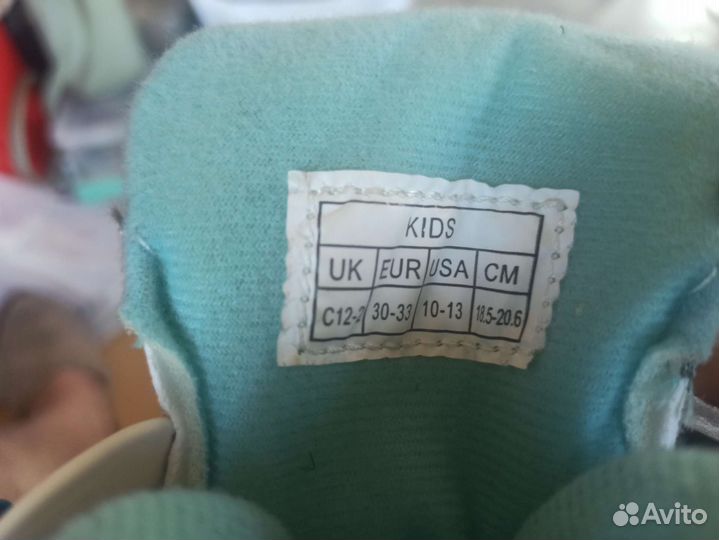 KIDS
UK EUR USA CM
C12-2 30-33 10-13 18.5-20.6
Avito